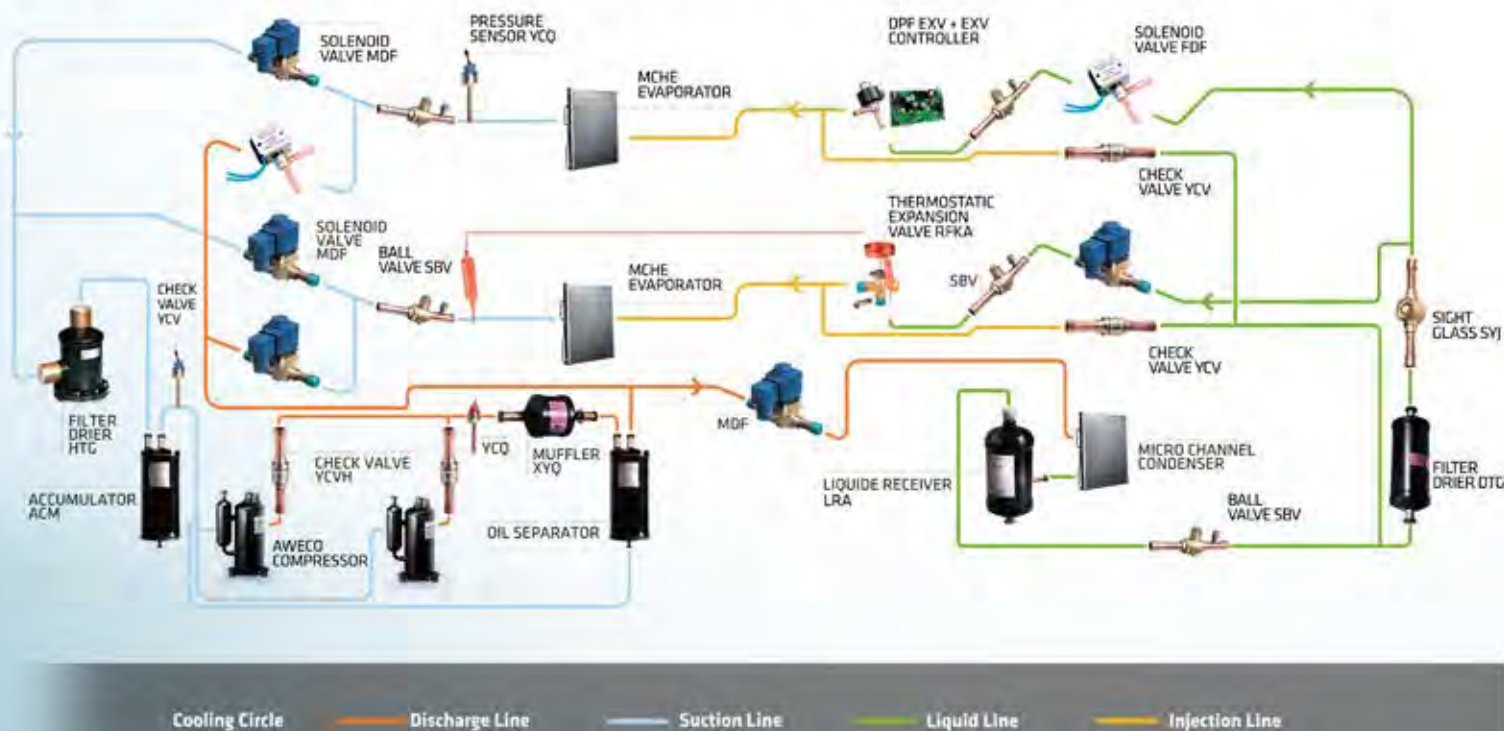 PRESSURE
SENSOR YCQ
SOLENOID
VALVE MDF
DPF EXV + EXV
CONTROLLER
SOLENOID
VALVE FDF
MCHE
EVAPORATOR
CHECK
VALVE YCV
SOLENOID
VALVE
MDF
BALL
VALVE SBV
MCHE
EVAPORATOR
THERMOSTATIC
EXPANSION
VALVE RFKA
SBV
CHECK
VALVE
YCV
SIGHT
GLASS SYJ
CHECK
VALVE YCV
FILTER
DRIER
HTG
MDF
YCQ
MUFFLER
XYQ
CHECK VALVE
YCVH
MICRO CHANNEL
CONDENSER
LIQUIDE RECEIVER
LRA
FILTER
DRIER DTG
ACCUMULATOR
ACM
BALL
VALVE SBV
OIL SEPARATOR
AWECO
COMPRESSOR
Cooling Circle
Discharge Line
Suction Line
Liquid Line
Injection Line